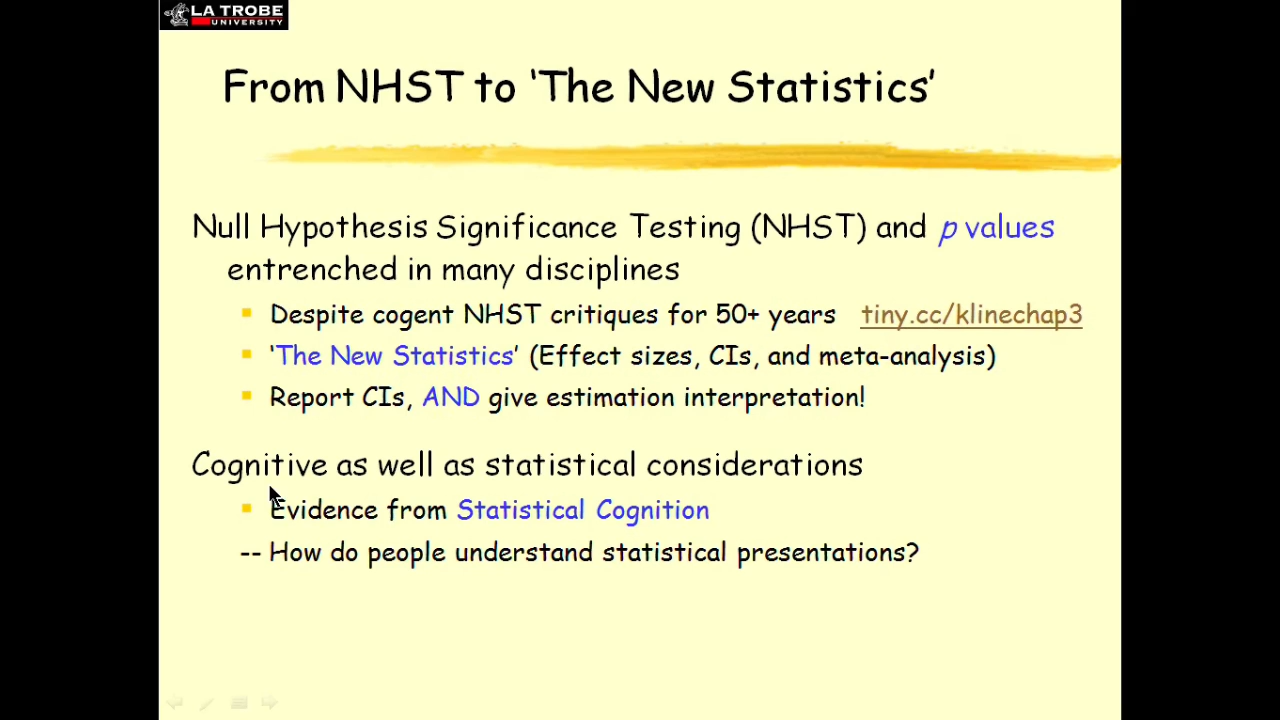 LA TROBE
UNIVERSITY
From NHST to ‘The New Statistics’
Null Hypothesis Significance Testing (NHST) and p values
entrenched in many disciplines
▪ Despite cogent NHST critiques for 50+ years tiny.cc/klinechap3
▪ ‘The New Statistics’ (Effect sizes, CIs, and meta-analysis)
▪ Report CIs, AND give estimation interpretation!
Cognitive as well as statistical considerations
▪ Evidence from Statistical Cognition
-- How do people understand statistical presentations?